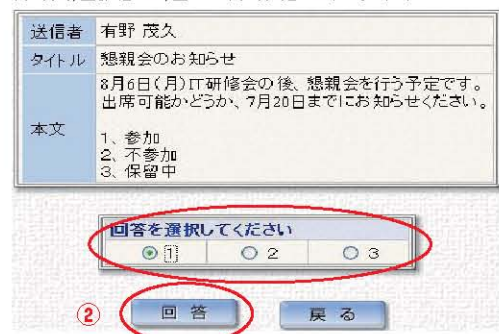 送信者 有野 茂久
タイトル 懇親会のお知らせ
本文
8月6日(月)IT研修会の後、懇親会を行う予定です。
出席可能かどうか、7月20日までにお知らせください。
1、参加
2、不参加
3、保留中
回答を選択してください
1 2 3
② 回答 戻る